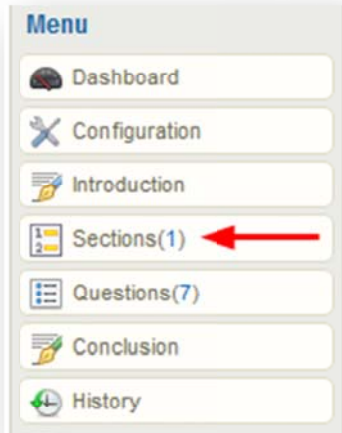 Menu
Dashboard
Configuration
Introduction
Sections(1)
Questions(7)
Conclusion
History